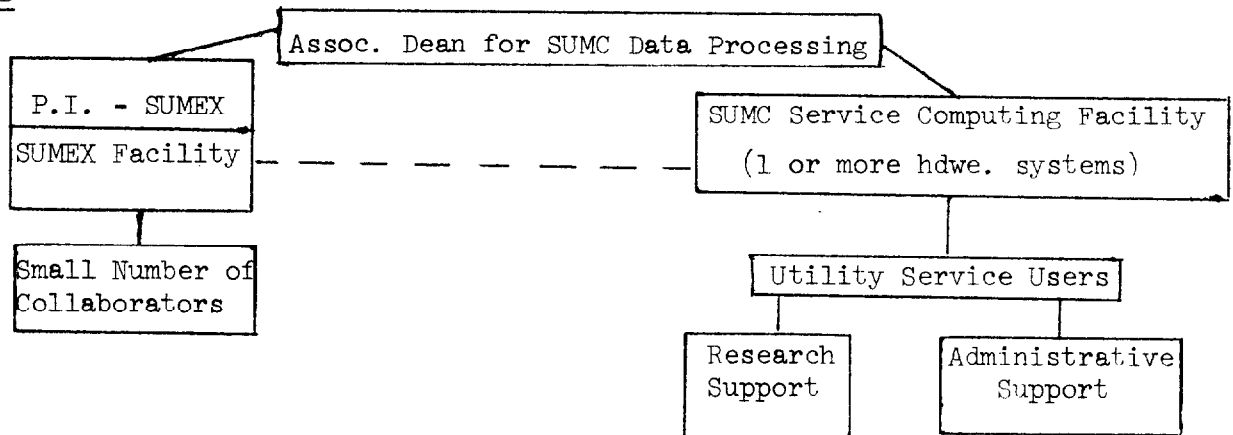 Assoc. Dean for SUMC Data Processing
P.I. - SUMEX
SUMEX Facility
Small Number of
Collaborators
SUMC Service Computing Facility
(1 or more hdwe. systems)
Utility Service Users
Research
Support
Administrative
Support